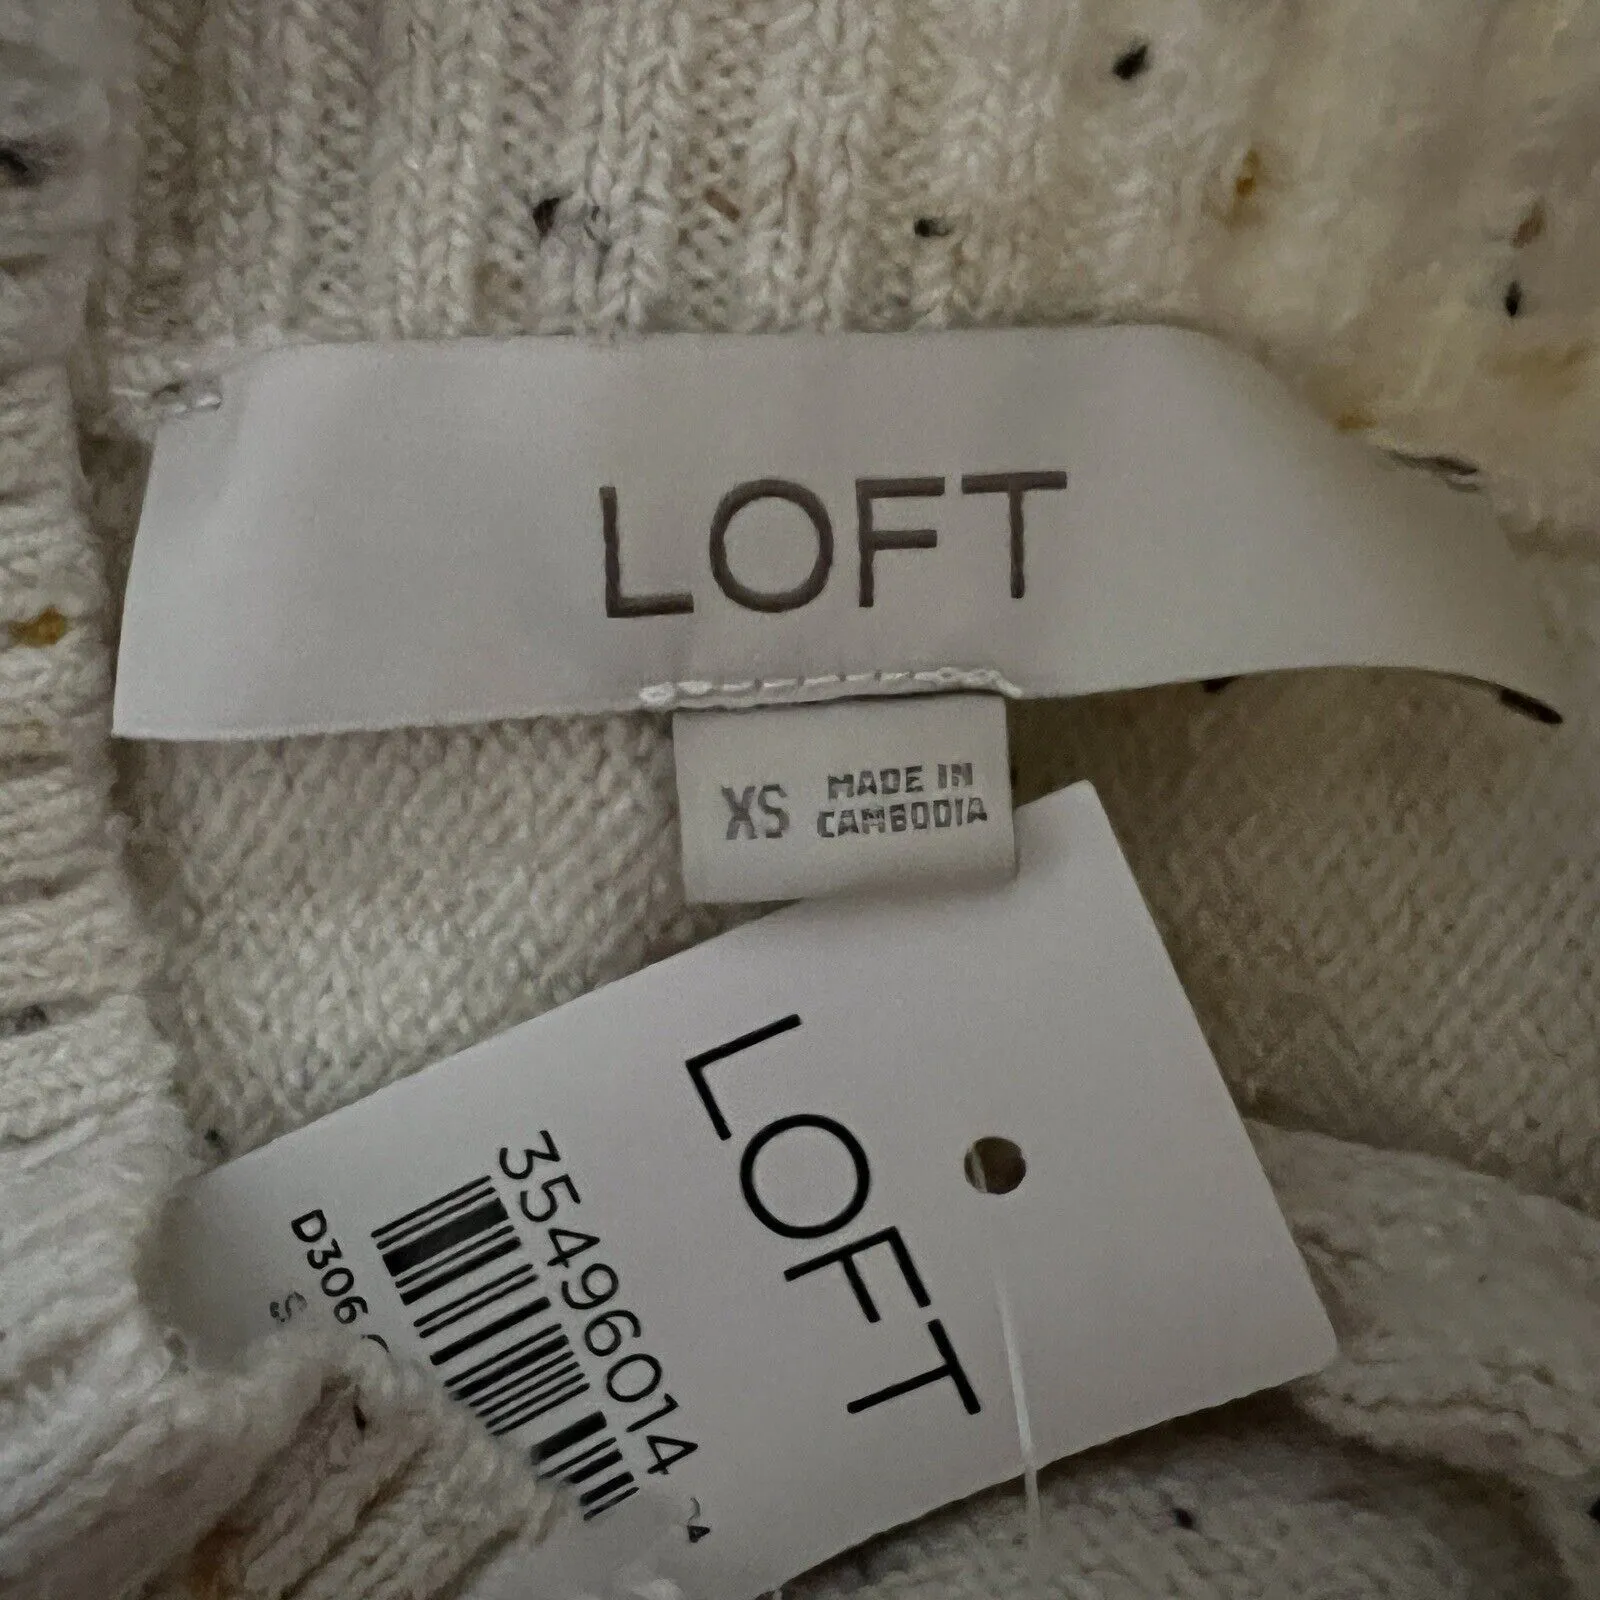 LOFT
XS
MADE IN
CAMBODIA
LOFT
35496014
D306